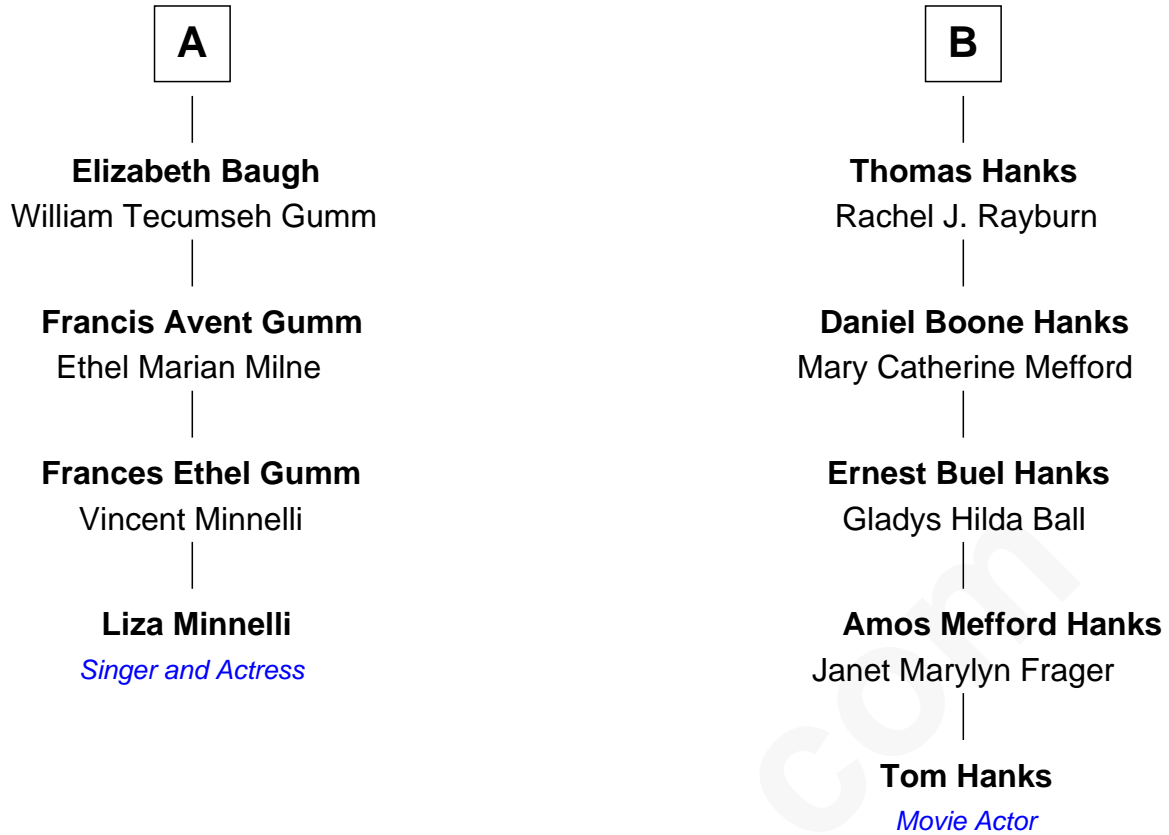 A
Elizabeth Baugh
William Tecumseh Gumm
Francis Avent Gumm
Ethel Marian Milne
Frances Ethel Gumm
Vincent Minnelli
Liza Minnelli
Singer and Actress
B
Thomas Hanks
Rachel J. Rayburn
Daniel Boone Hanks
Mary Catherine Mefford
Ernest Buel Hanks
Gladys Hilda Ball
Amos Mefford Hanks
Janet Marylyn Frager
Tom Hanks
Movie Actor
com